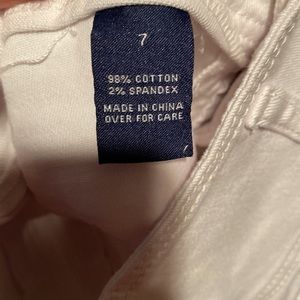 7
98% COTTON
2% SPANDEX
MADE IN CHINA
OVER FOR CARE